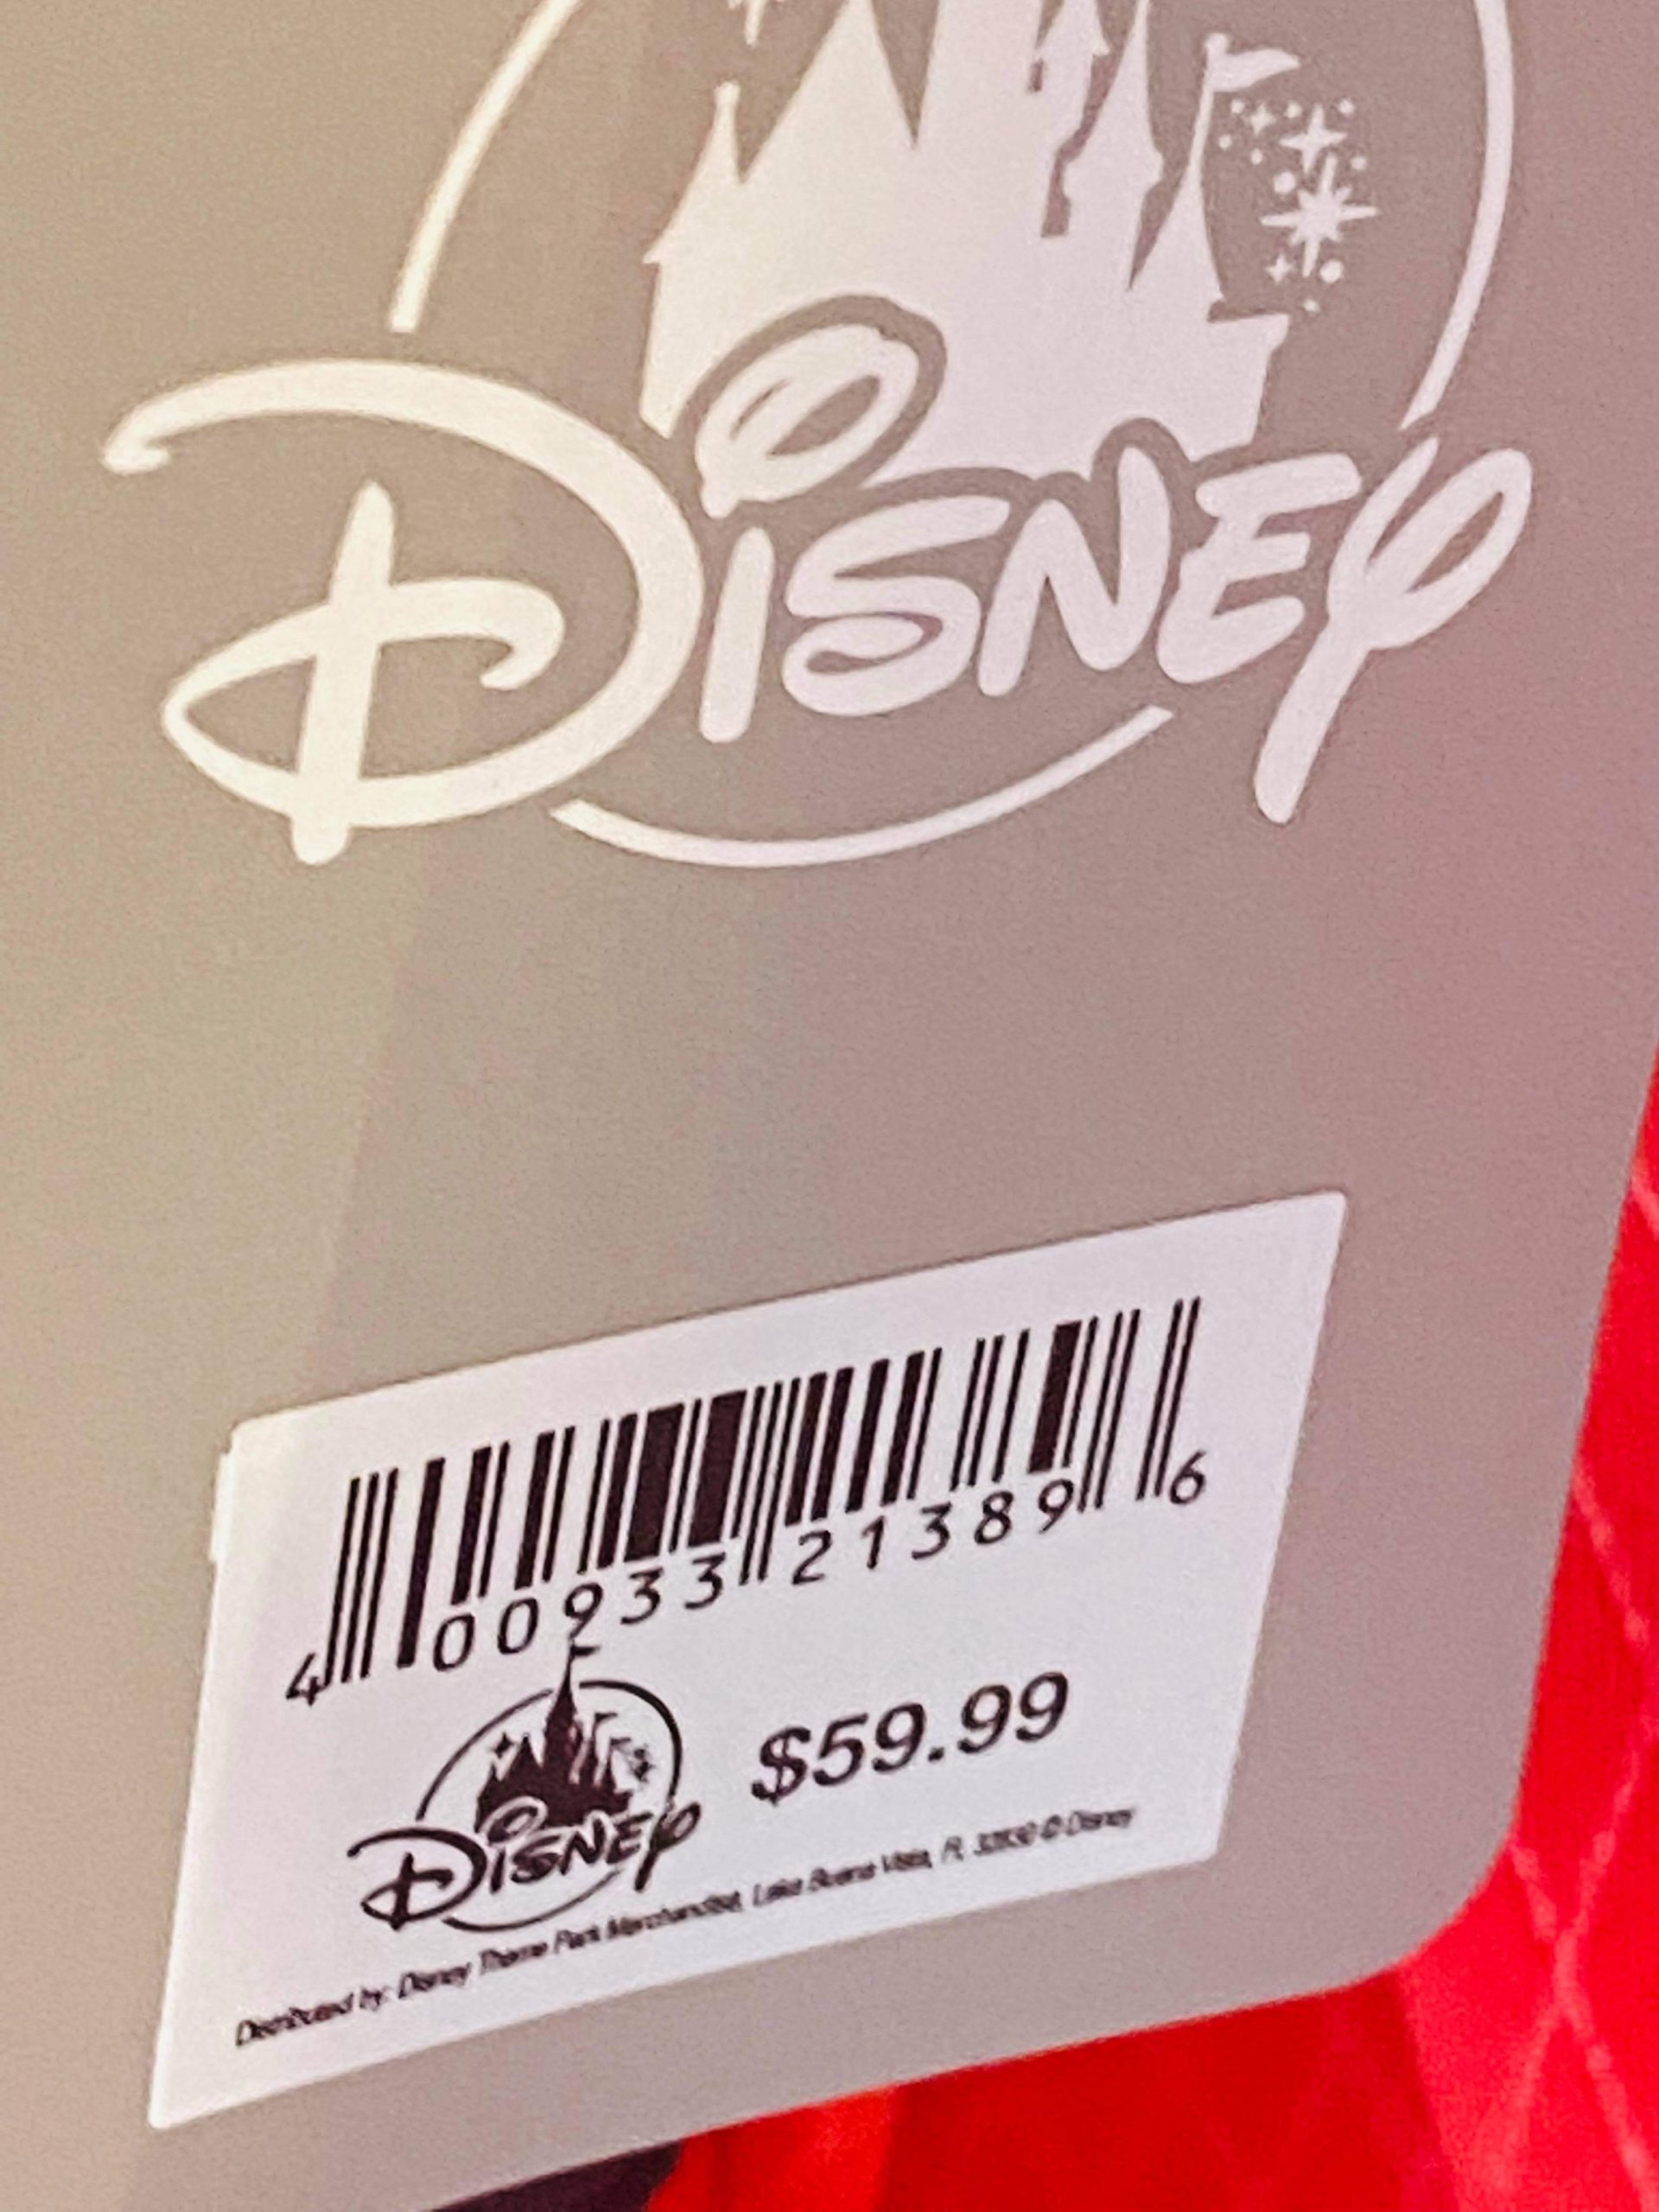 Disney
4 00933 21389 6
Disney
$59.99
Distributed by: Disney Theme Park Merchandise, Lake Buena Vista, FL 32830 © Disney